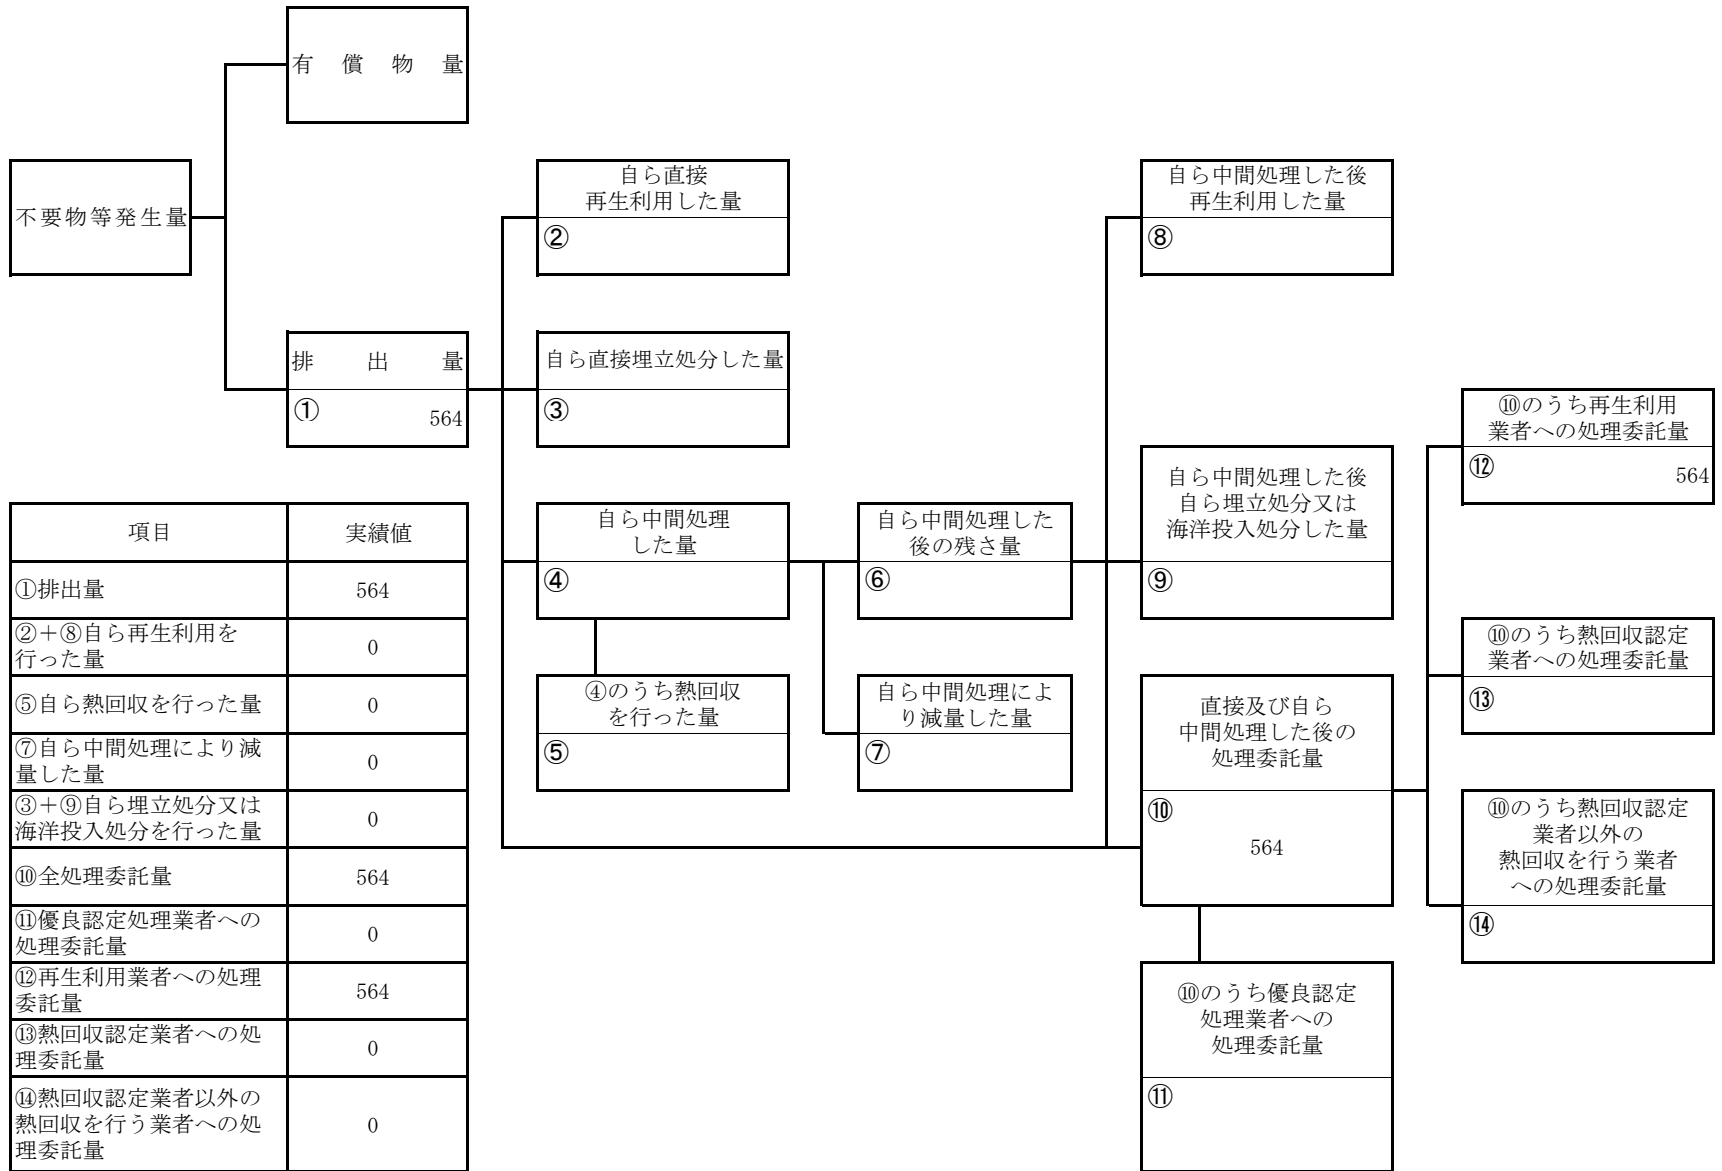 有償物量
不要物等発生量
排出量
①
564
自ら直接
再生利用した量
②
自ら直接埋立処分した量
③
自ら中間処理
した量
④
④のうち熱回収
を行った量
⑤
自ら中間処理した
後の残さ量
⑥
自ら中間処理によ
り減量した量
⑦
自ら中間処理した後
再生利用した量
⑧
自ら中間処理した後
自ら埋立処分又は
海洋投入処分した量
⑨
直接及び自ら
中間処理した後の
処理委託量
⑩
564
⑩のうち優良認定
処理業者への
処理委託量
⑪
⑩のうち再生利用
業者への処理委託量
⑫
564
⑩のうち熱回収認定
業者への処理委託量
⑬
⑩のうち熱回収認定
業者以外の
熱回収を行う業者
への処理委託量
⑭
項目 実績値
①排出量 564
②+⑧自ら再生利用を
行った量
0
⑤自ら熱回収を行った量 0
⑦自ら中間処理により減
量した量
0
③+⑨自ら埋立処分又は
海洋投入処分を行った量
0
⑩全処理委託量 564
⑪優良認定処理業者への
処理委託量
0
⑫再生利用業者への処理
委託量
564
⑬熱回収認定業者への処
理委託量
0
⑭熱回収認定業者以外の
熱回収を行う業者への処
理委託量
0